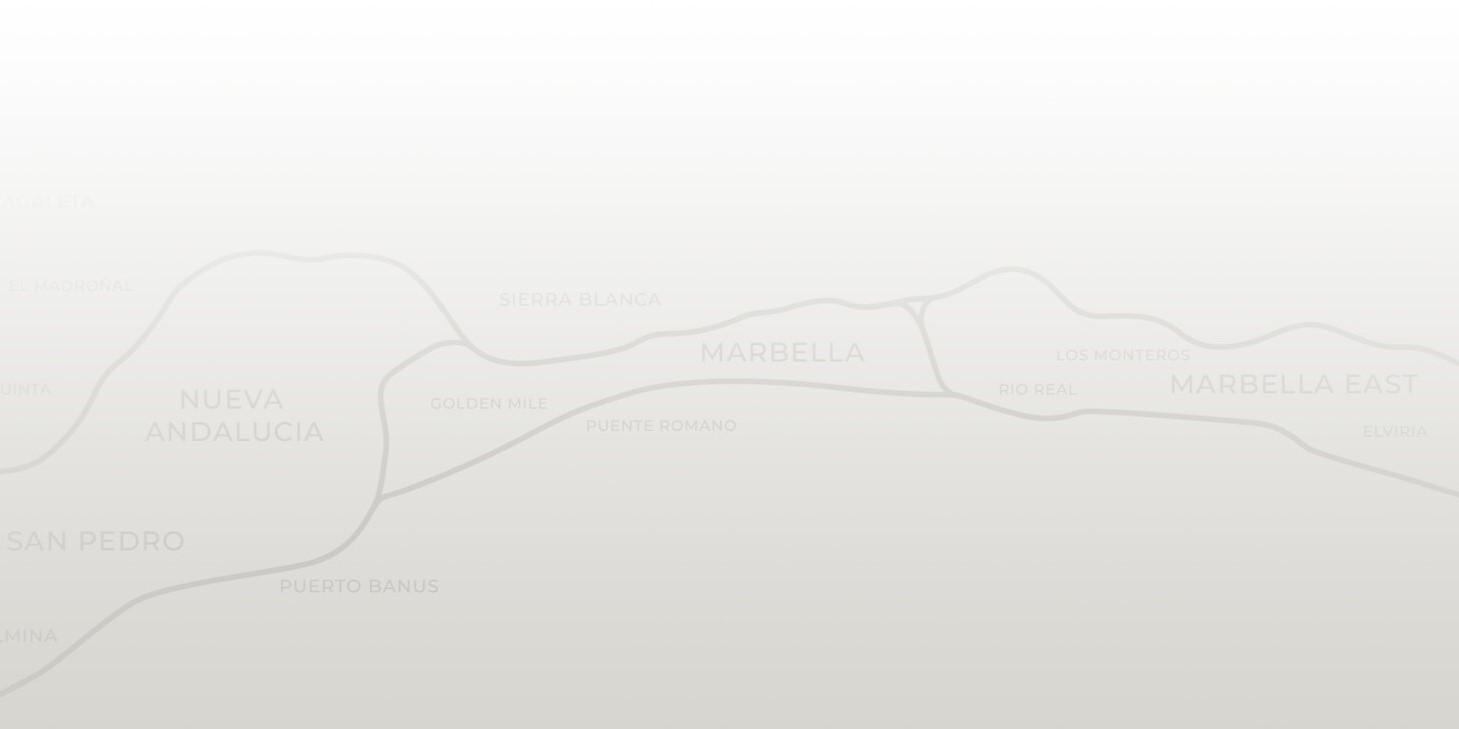 AGALETA
EL MADROÑAL
SIERRA BLANCA
MARBELLA
LOS MONTEROS
RIO REAL
MARBELLA EAST
UINTA
NUEVA
ANDALUCIA
GOLDEN MILE
PUENTE ROMANO
ELVIRIA
SAN PEDRO
PUERTO BANUS
LMINA